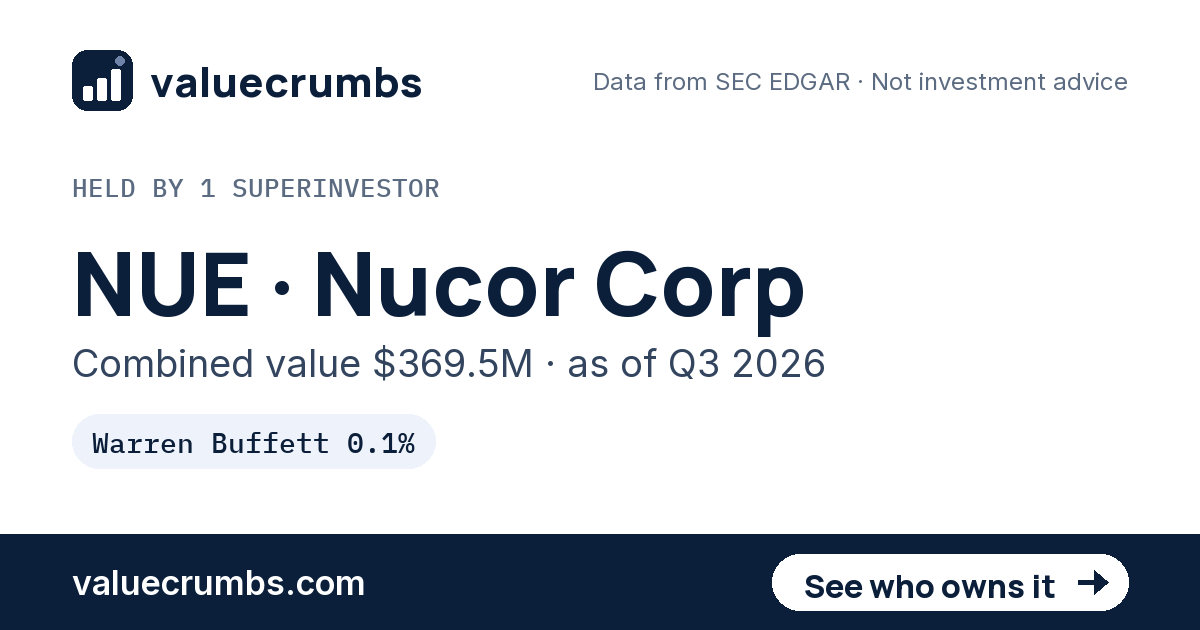 valuecrumbs
Data from SEC EDGAR · Not investment advice
HELD BY 1 SUPERINVESTOR
NUE · Nucor Corp
Combined value $369.5M · as of Q3 2026
Warren Buffett 0.1%
valuecrumbs.com
See who owns it →